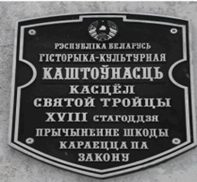 РЭСПУБЛІКА БЕЛАРУСЬ
ГІСТОРЫКА-КУЛЬТУРНАЯ
КАШТОЎНАСЦЬ
КАСЦЁЛ
СВЯТОЙ ТРОЙЦЫ
XVIII СТАГОДДЗЯ
ПРЫЧЫНЕННЕ ШКОДЫ
КАРАЕЦЦА ПА
ЗАКОНУ